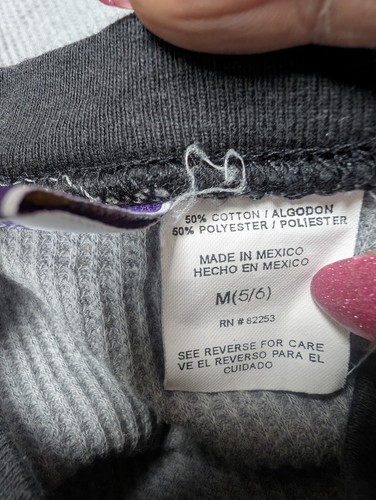 50% COTTON / ALGODON
50% POLYESTER / POLIESTER
MADE IN MEXICO
HECHO EN MEXICO
M(5/6)
RN # 62253
SEE REVERSE FOR CARE
VE EL REVERSO PARA EL
CUIDADO